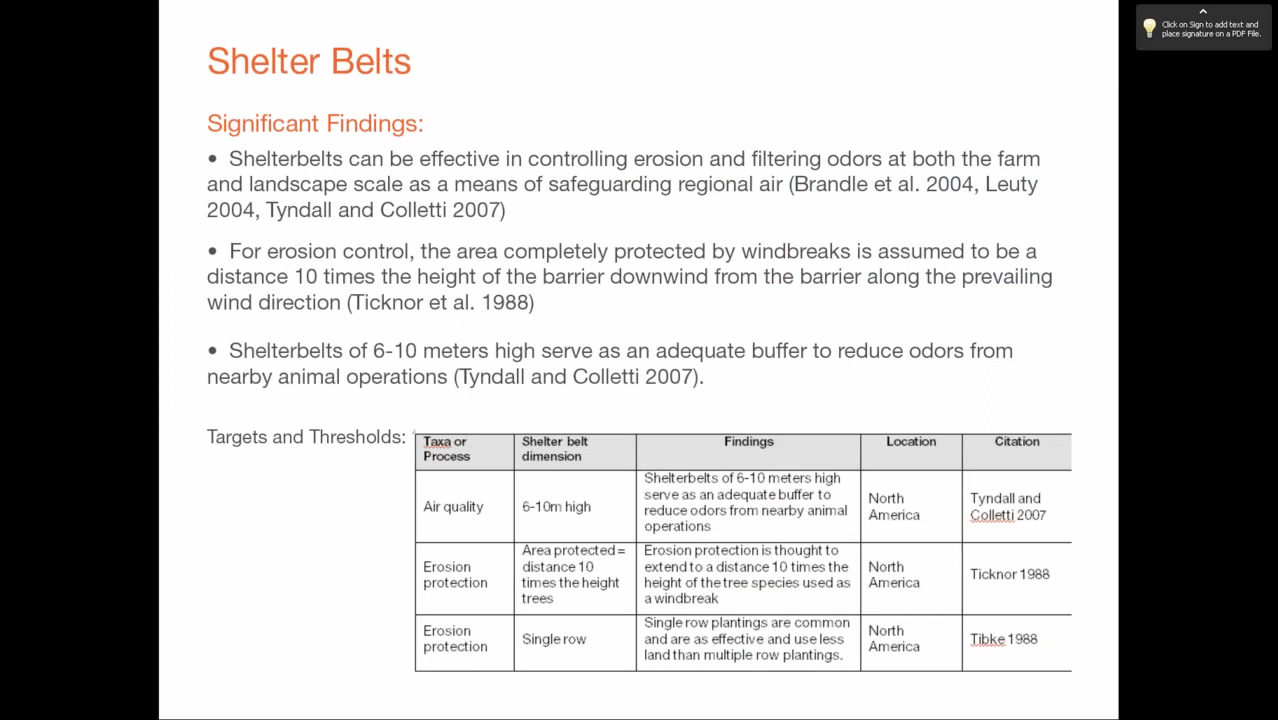 Click on Sign to add text and
place signature on a PDF File.
Shelter Belts
Significant Findings:
• Shelterbelts can be effective in controlling erosion and filtering odors at both the farm
and landscape scale as a means of safeguarding regional air (Brandle et al. 2004, Leuty
2004, Tyndall and Colletti 2007)
• For erosion control, the area completely protected by windbreaks is assumed to be a
distance 10 times the height of the barrier downwind from the barrier along the prevailing
wind direction (Ticknor et al. 1988)
• Shelterbelts of 6-10 meters high serve as an adequate buffer to reduce odors from
nearby animal operations (Tyndall and Colletti 2007).
Targets and Thresholds:
Taxa or
Process
Shelter belt
dimension
Findings
Location
Citation
Air quality
6-10m high
Shelterbelts of 6-10 meters high
serve as an adequate buffer to
reduce odors from nearby animal
operations
North
America
Tyndall and
Colletti 2007
Erosion
protection
Area protected =
distance 10
times the height
trees
Erosion protection is thought to
extend to a distance 10 times the
height of the tree species used as
a windbreak
North
America
Ticknor 1988
Erosion
protection
Single row
Single row plantings are common
and are as effective and use less
land than multiple row plantings.
North
America
Tibke 1988